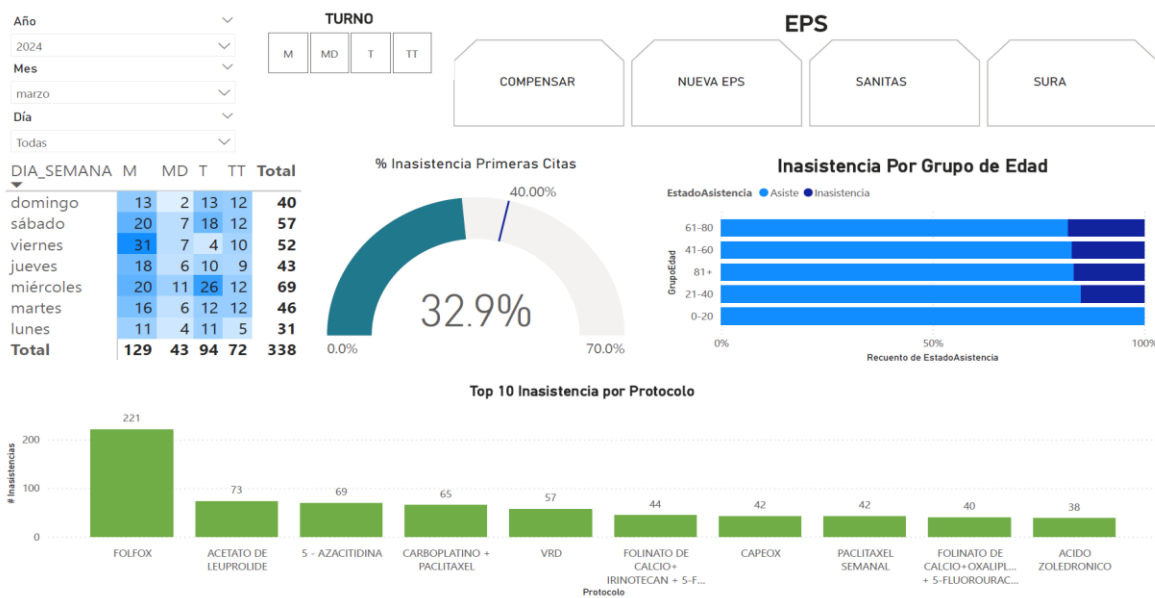 Año
2024
Mes
marzo
Día
Todas
TURNO
M MD T TT
EPS
COMPENSAR NUEVA EPS SANITAS SURA
DIA_SEMANA M MD T TT Total
domingo 13 2 13 12 40
sábado 20 7 18 12 57
viernes 31 7 4 10 52
jueves 18 6 10 9 43
miércoles 20 11 26 12 69
martes 16 6 12 12 46
lunes 11 4 11 5 31
Total 129 43 94 72 338
% Inasistencia Primeras Citas
40.00%
32.9%
0.0% 70.0%
Inasistencia Por Grupo de Edad
EstadoAsistencia Asiste Inasistencia
GrupoEdad
61-80
41-60
81+
21-40
0-20
0% 50% 100%
Recuento de EstadoAsistencia
Top 10 Inasistencia por Protocolo
# Inasistencias
200
100
0
221 73 69 65 57 44 42 42 40 38
FOLFOX
ACETATO DE
LEUPROLIDE
5 - AZACITIDINA
CARBOPLATINO +
PACLITAXEL
VRD
FOLINATO DE
CALCIO+
IRINOTECAN + 5-F...
CAPEOX
PACLITAXEL
SEMANAL
FOLINATO DE
CALCIO+OXALIPL...
+ 5-FLUOROURAC...
ACIDO
ZOLEDRONICO
Protocolo